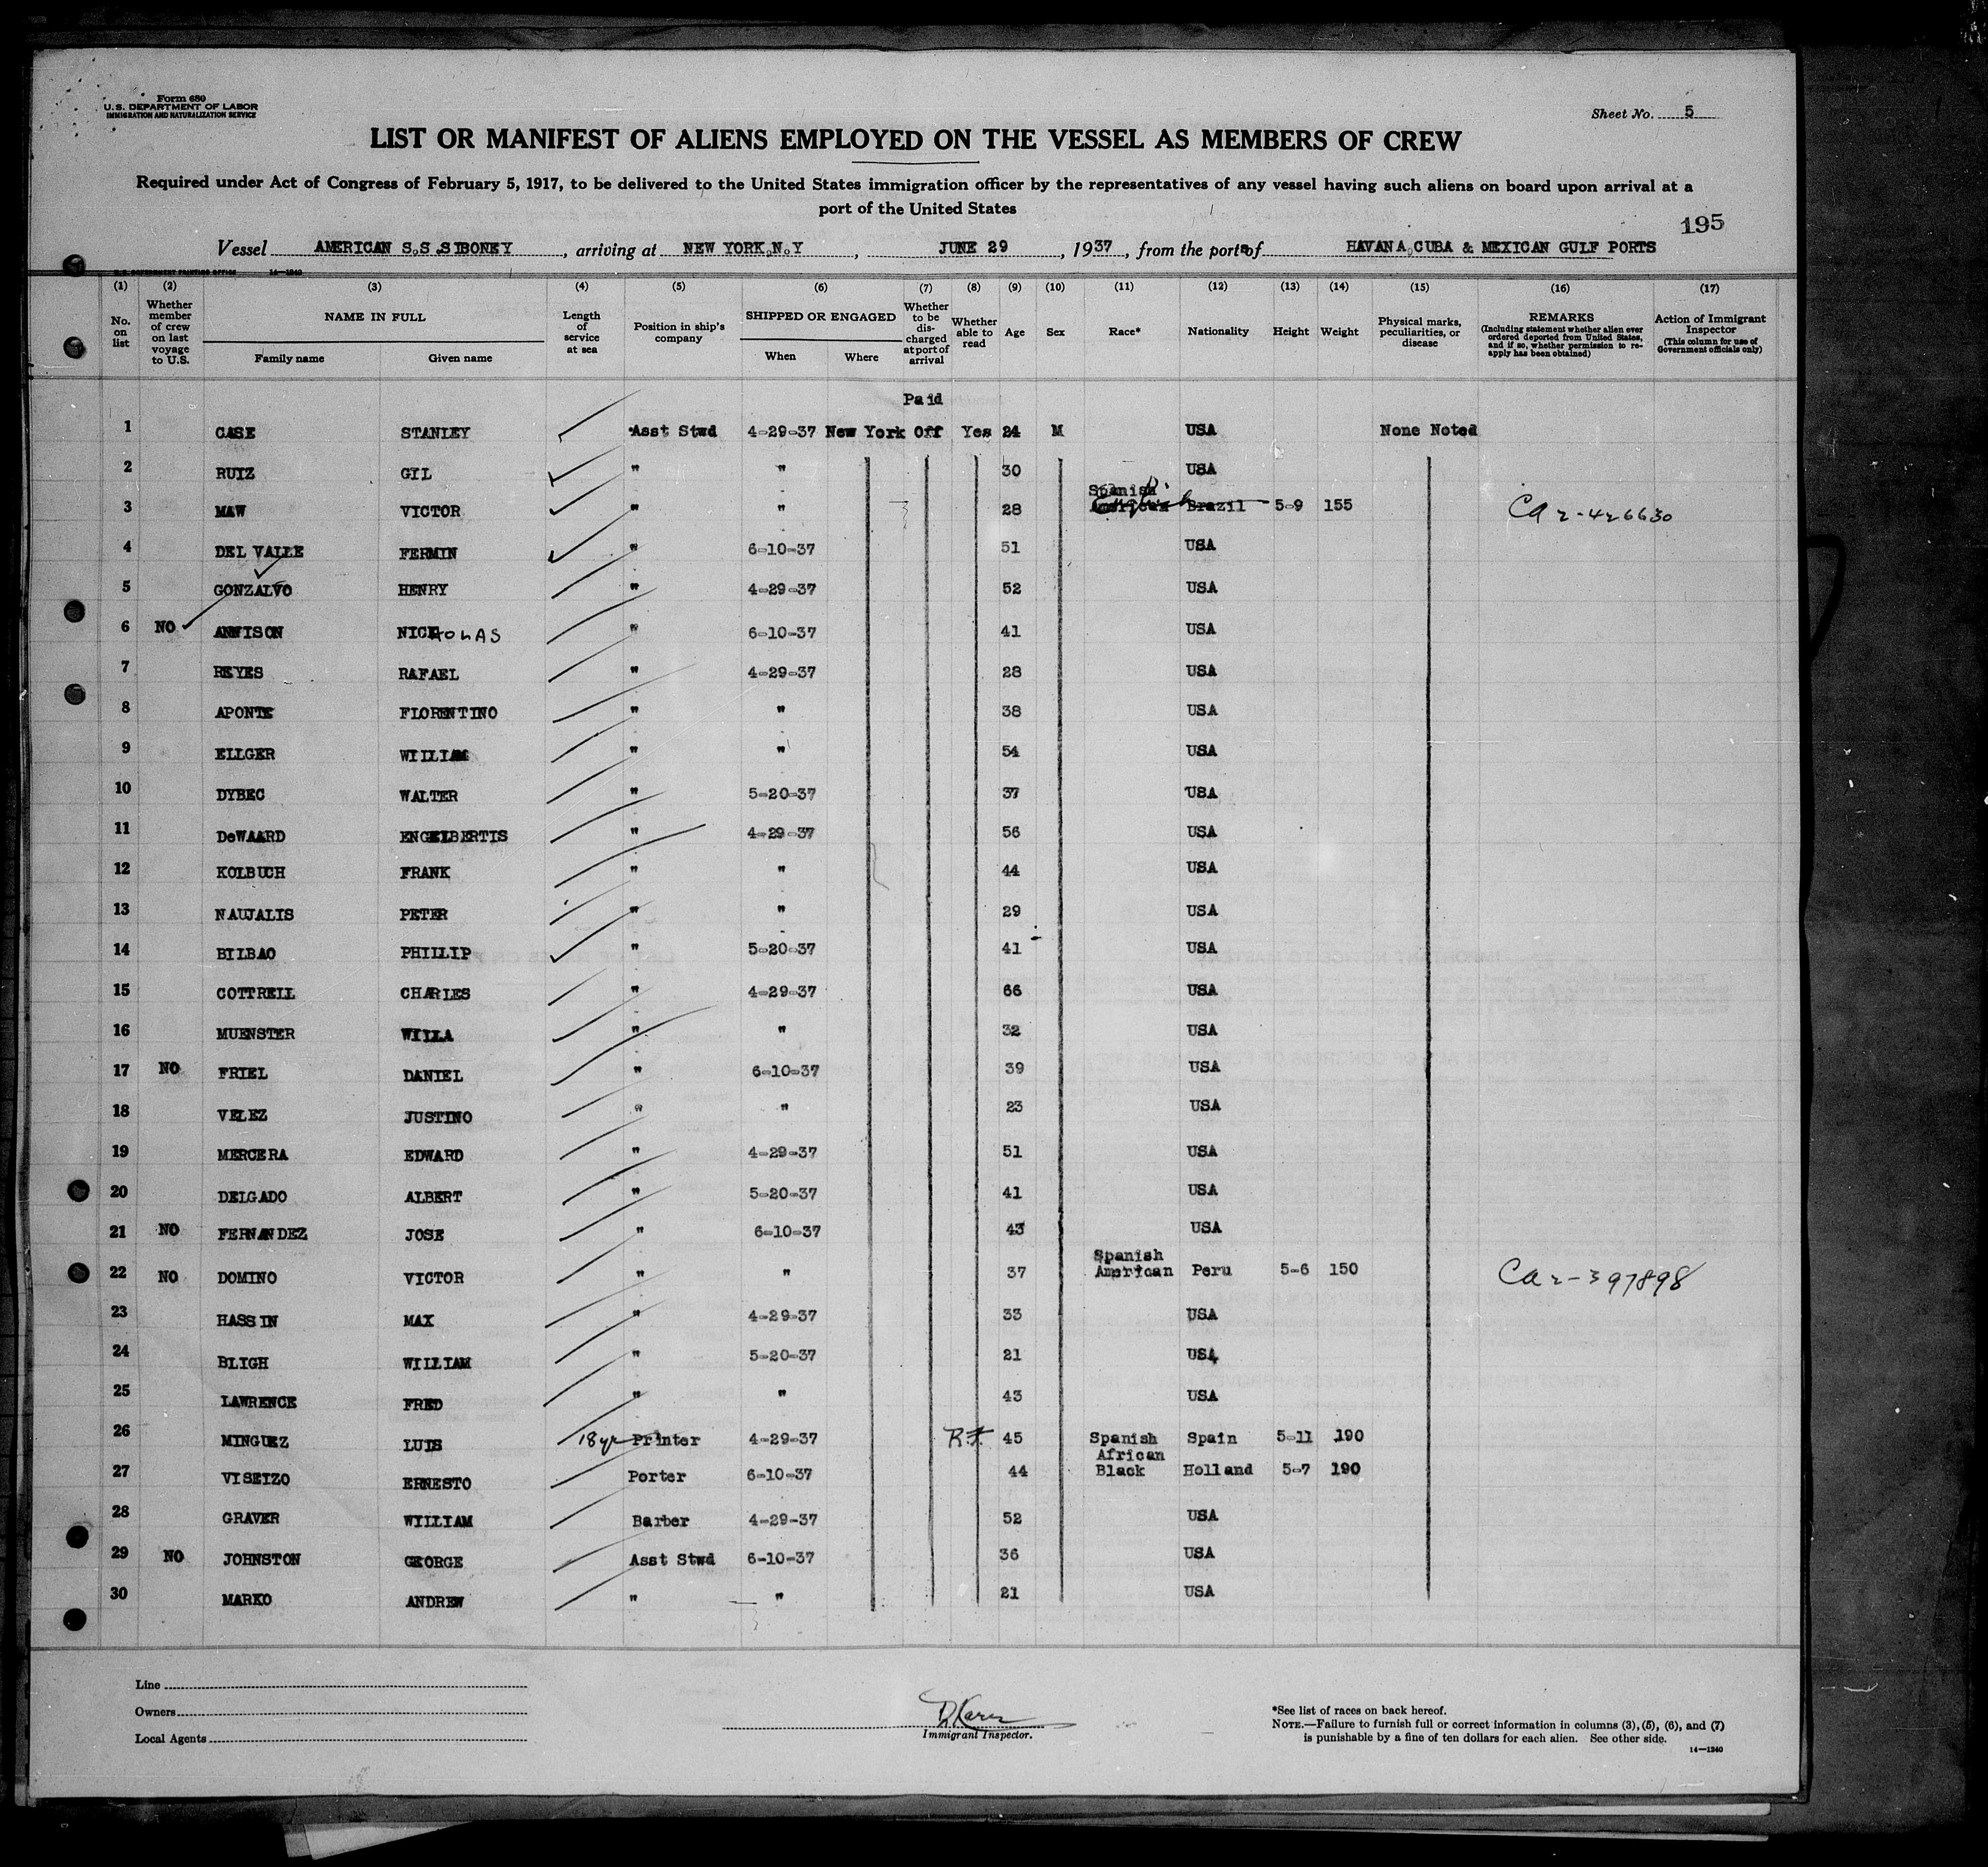 Form 680
U.S. DEPARTMENT OF LABOR
IMMIGRATION AND NATURALIZATION SERVICE
Sheet No. 5
LIST OR MANIFEST OF ALIENS EMPLOYED ON THE VESSEL AS MEMBERS OF CREW
Required under Act of Congress of February 5, 1917, to be delivered to the United States immigration officer by the representatives of any vessel having such aliens on board upon arrival at a
port of the United States
195
Vessel AMERICAN S.S.SIBONEY, arriving at NEW YORK,N.Y, JUNE 29, 1937, from the port of HAVANA,CUBA & MEXICAN GULF PORTS
U.S. GOVERNMENT PRINTING OFFICE 14—1240
(1) (2) (3) (4) (5) (6) (7) (8) (9) (10) (11) (12) (13) (14) (15) (16) (17)
No. on list
Whether member of crew on last voyage to U.S.
NAME IN FULL
Family name Given name
Length of service at sea
Position in ship's company
SHIPPED OR ENGAGED
When Where
Whether to be discharged at port of arrival
Whether able to read
Age Sex Race* Nationality Height Weight
Physical marks, peculiarities, or disease
REMARKS
(Including statement whether alien ever ordered deported from United States, and if so, whether permission to reapply has been obtained)
Action of Immigrant Inspector
(This column for use of Government officials only)
Paid
1 CASE STANLEY Asst Stwd 4-29-37 New York Off Yes 24 M USA None Noted
2 RUIZ GIL " " 30 USA
Spanish
3 MAW VICTOR " " 28 Brazil 5-9 155 Ca 2-426630
4 DEL VALLE FERMIN " 6-10-37 51 USA
5 GONZALVO HENRY " 4-29-37 52 USA
6 NO ANWISON NICHOLAS " 6-10-37 41 USA
7 REYES RAFAEL " 4-29-37 28 USA
8 APONTE FLORENTINO " " 38 USA
9 ELLGER WILLIAM " " 54 USA
10 DYBEC WALTER " 5-20-37 37 USA
11 DeWAARD ENGELBERTIS " 4-29-37 56 USA
12 KOLBUCH FRANK " " 44 USA
13 NAUJALIS PETER " " 29 USA
14 BILBAO PHILLIP " 5-20-37 41 USA
15 COTTRELL CHARLES " 4-29-37 66 USA
16 MUENSTER WILLA " " 32 USA
17 NO FRIEL DANIEL " 6-10-37 39 USA
18 VELEZ JUSTINO " " 23 USA
19 MERCERA EDWARD " 4-29-37 51 USA
20 DELGADO ALBERT " 5-20-37 41 USA
21 NO FERNANDEZ JOSE " 6-10-37 43 USA
Spanish
22 NO DOMINO VICTOR " " 37 American Peru 5-6 150 Ca 2-397898
23 HASSIN MAX " 4-29-37 33 USA
24 BLIGH WILLIAM " 5-20-37 21 USA
25 LAWRENCE FRED " " 43 USA
26 MINGUEZ LUIS 18yr Printer 4-29-37 45 Spanish Spain 5-11 190
African
27 VISEIZO ERNESTO Porter 6-10-37 44 Black Holland 5-7 190
28 GRAVER WILLIAM Barber 4-29-37 52 USA
29 NO JOHNSTON GEORGE Asst Stwd 6-10-37 36 USA
30 MARKO ANDREW " " 21 USA
Line
Owners
Local Agents
Immigrant Inspector.
*See list of races on back hereof.
NOTE.—Failure to furnish full or correct information in columns (3), (5), (6), and (7)
is punishable by a fine of ten dollars for each alien. See other side.
14—1240